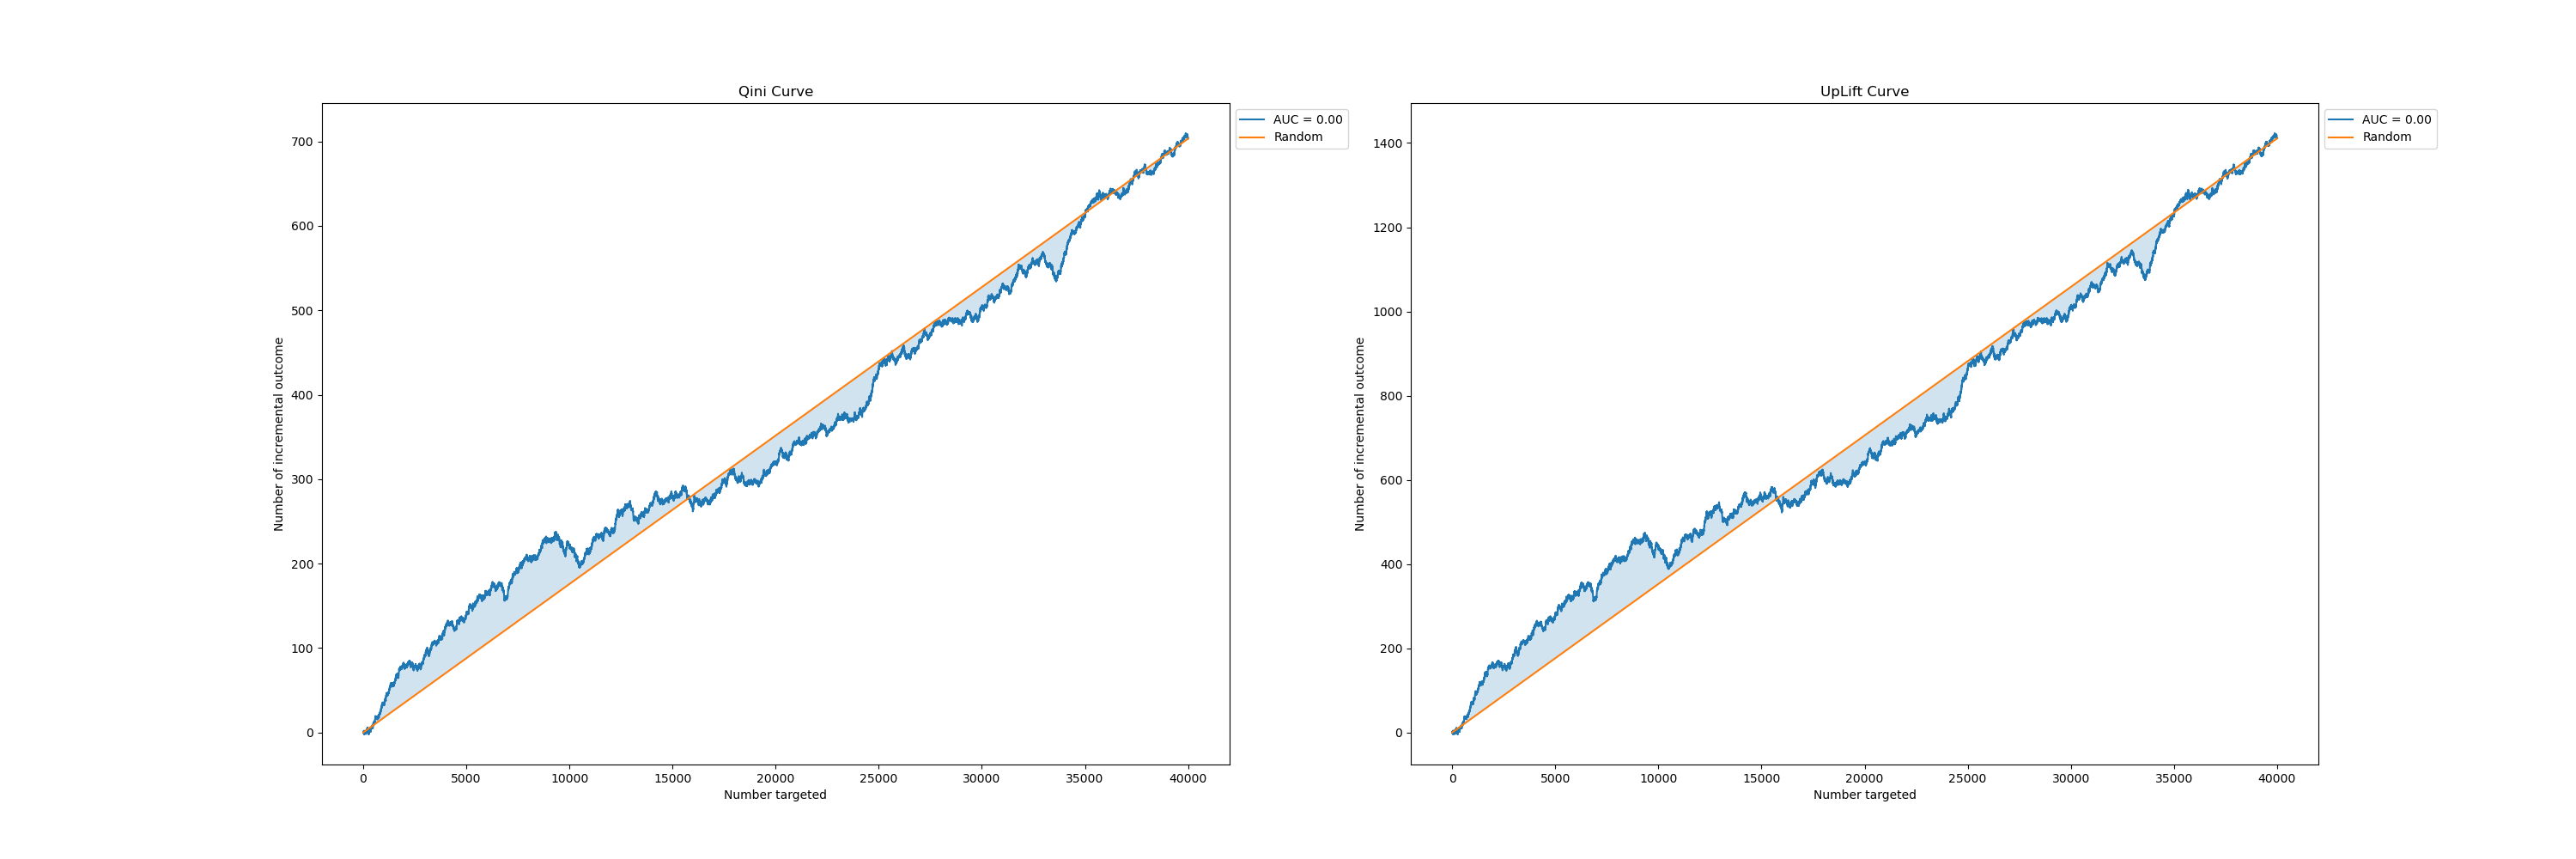 Qini Curve
AUC = 0.00
Random
700
600
500
400
300
200
100
0
Number of incremental outcome
0 5000 10000 15000 20000 25000 30000 35000 40000
Number targeted
UpLift Curve
AUC = 0.00
Random
1400
1200
1000
800
600
400
200
0
Number of incremental outcome
0 5000 10000 15000 20000 25000 30000 35000 40000
Number targeted